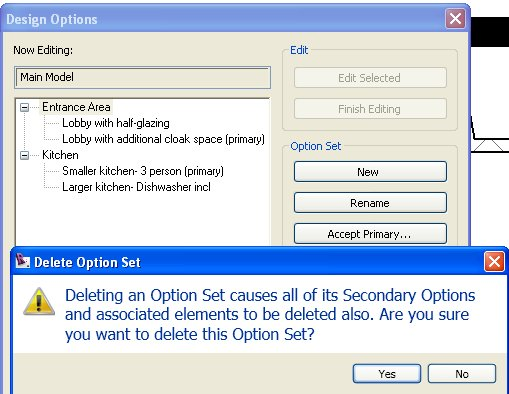 Design Options
Now Editing:
Main Model
Entrance Area
Lobby with half-glazing
Lobby with additional cloak space (primary)
Kitchen
Smaller kitchen- 3 person (primary)
Larger kitchen- Dishwasher incl
Edit
Edit Selected
Finish Editing
Option Set
New
Rename
Accept Primary...
Delete Option Set
Deleting an Option Set causes all of its Secondary Options
and associated elements to be deleted also. Are you sure
you want to delete this Option Set?
Yes
No